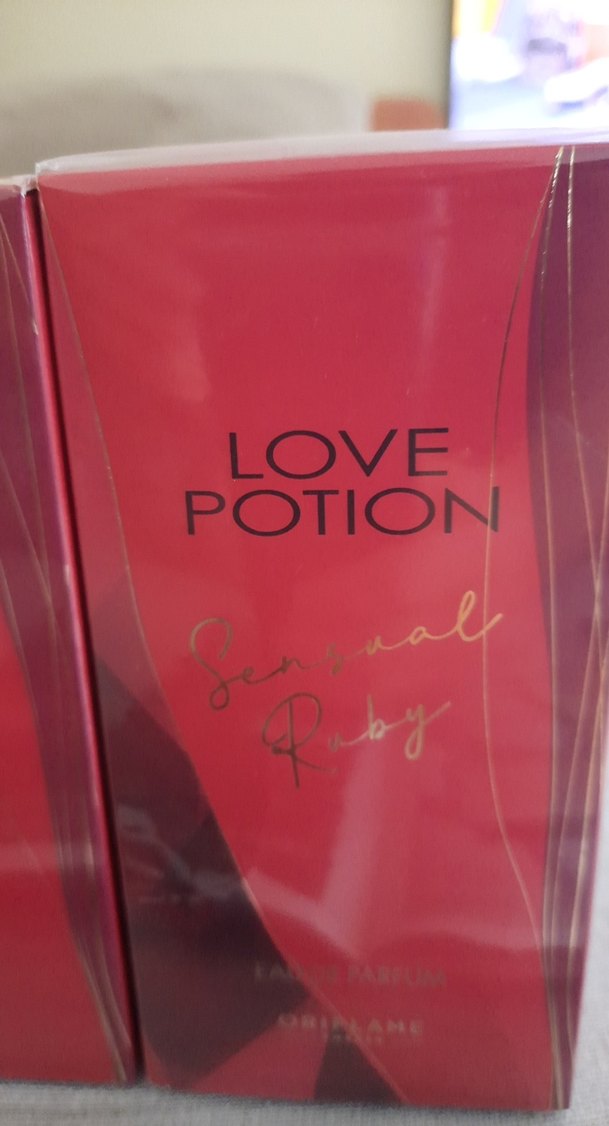 LOVE
POTION
Sensual
Ruby
EAU DE PARFUM
ORIFLAME